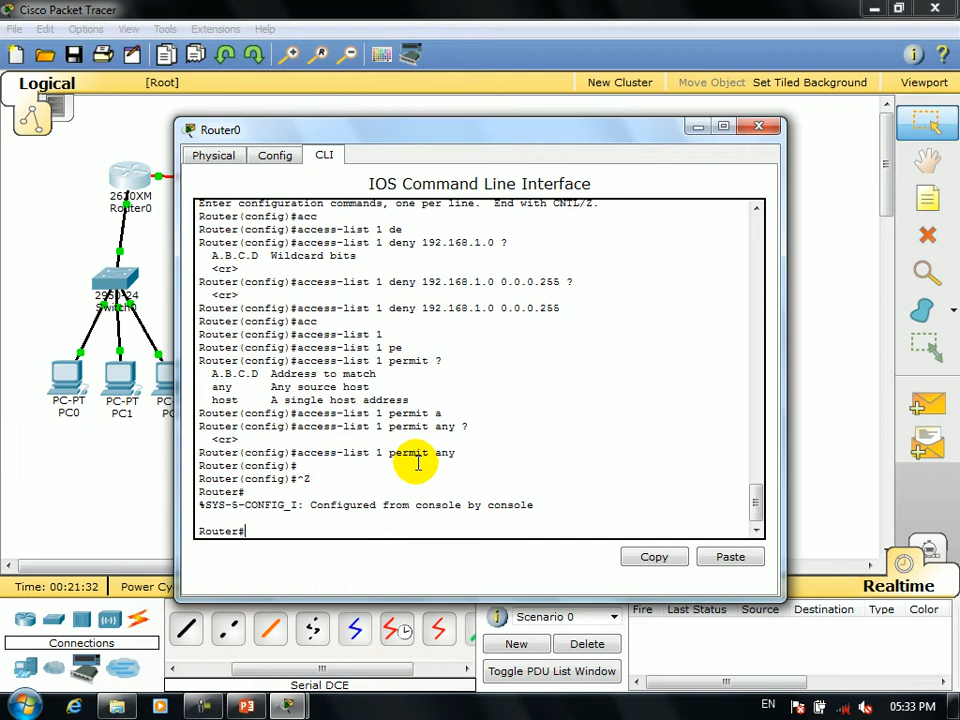 Cisco Packet Tracer
File Edit Options View Tools Extensions Help
Logical [Root] New Cluster Move Object Set Tiled Background Viewport
Router0
Physical Config CLI
IOS Command Line Interface
Enter configuration commands, one per line.  End with CNTL/Z.
Router(config)#acc
Router(config)#access-list 1 de
Router(config)#access-list 1 deny 192.168.1.0 ?
A.B.C.D  Wildcard bits
<cr>
Router(config)#access-list 1 deny 192.168.1.0 0.0.0.255 ?
<cr>
Router(config)#access-list 1 deny 192.168.1.0 0.0.0.255
Router(config)#acc
Router(config)#access-list 1
Router(config)#access-list 1 pe
Router(config)#access-list 1 permit ?
A.B.C.D  Address to match
any      Any source host
host     A single host address
Router(config)#access-list 1 permit a
Router(config)#access-list 1 permit any ?
<cr>
Router(config)#access-list 1 permit any
Router(config)#
Router(config)#^Z
Router#
%SYS-5-CONFIG_I: Configured from console by console
Router#
Copy Paste
2630XM
Router0
2950-24
Switch0
PC-PT
PC0
PC-PT
PC1
Time: 00:21:32 Power Cy
Realtime
Connections
Serial DCE
Scenario 0
New Delete
Toggle PDU List Window
Fire Last Status Source Destination Type Color
EN 05:33 PM